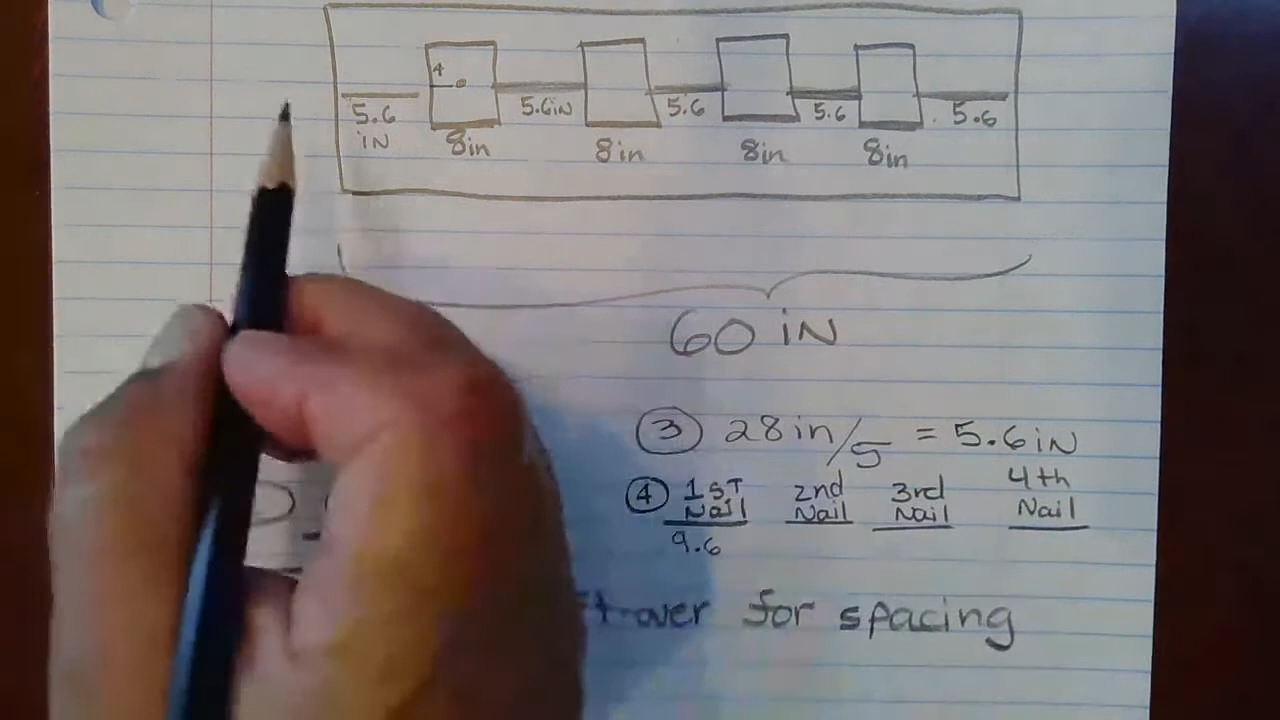 4
5.6
iN
5.6iN
5.6
5.6
5.6
8in
8in
8in
8in
60 iN
③ 28in/5 = 5.6iN
④ 1ST Nail 2nd Nail 3rd Nail 4th Nail
9.6
over for spacing